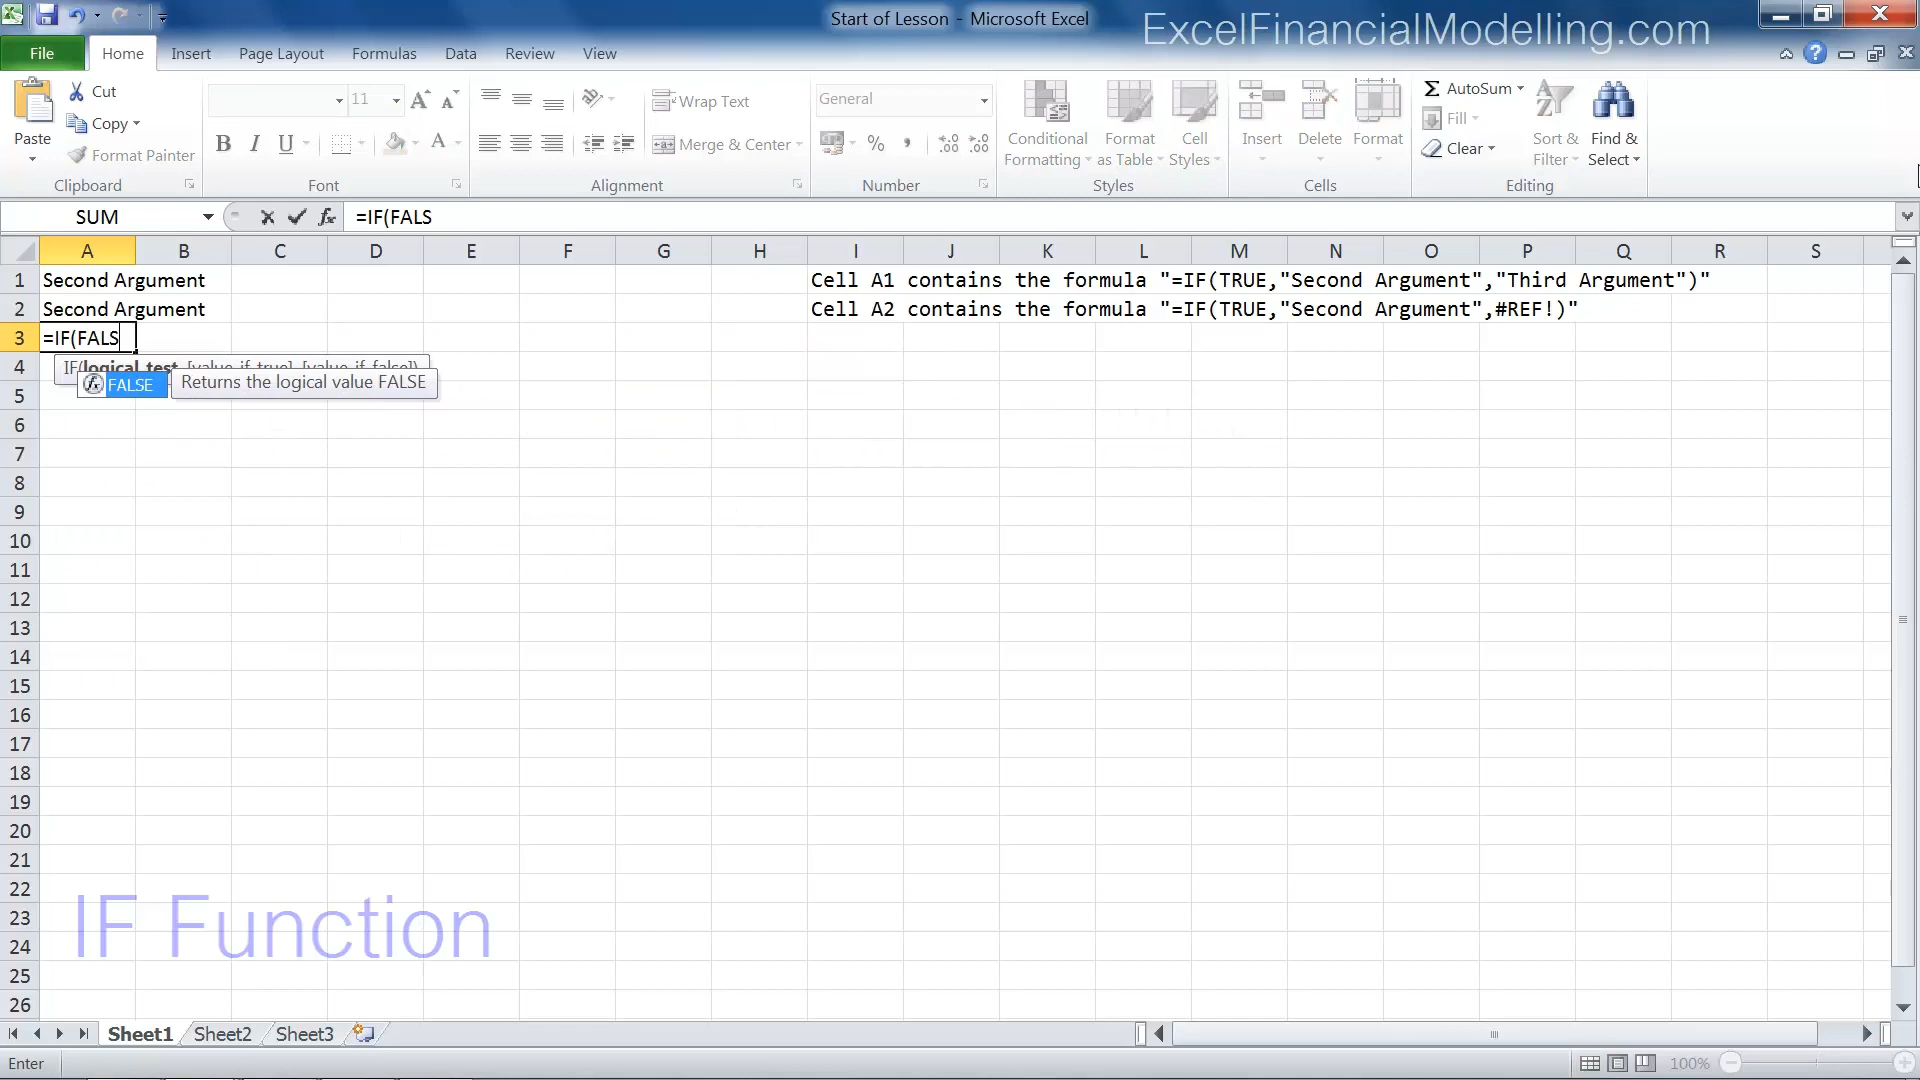 Start of Lesson - Microsoft Excel
ExcelFinancialModelling.com
File Home Insert Page Layout Formulas Data Review View
Paste
Cut
Copy
Format Painter
Clipboard
11
B I U
Font
Wrap Text
Merge & Center
Alignment
General
%
Number
Conditional Formatting
Format as Table
Cell Styles
Styles
Insert
Delete
Format
Cells
Σ AutoSum
Fill
Clear
Sort & Filter
Find & Select
Editing
SUM
fx
=IF(FALS
A B C D E F G H I J K L M N O P Q R S
1 Second Argument Cell A1 contains the formula "=IF(TRUE,"Second Argument","Third Argument")"
2 Second Argument Cell A2 contains the formula "=IF(TRUE,"Second Argument",#REF!)"
3 =IF(FALS
4 IF(logical_test, [value_if_true], [value_if_false])
FALSE Returns the logical value FALSE
5
6
7
8
9
10
11
12
13
14
15
16
17
18
19
20
21
22
23
24
25
26
IF Function
Sheet1 Sheet2 Sheet3
Enter
100%